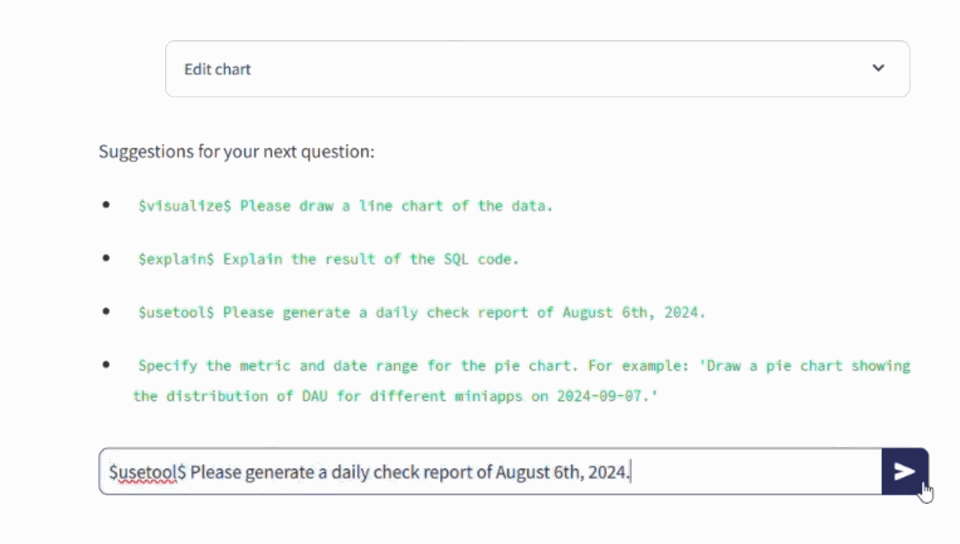 Edit chart
Suggestions for your next question:
$visualize$ Please draw a line chart of the data.
$explain$ Explain the result of the SQL code.
$usetool$ Please generate a daily check report of August 6th, 2024.
Specify the metric and date range for the pie chart. For example: 'Draw a pie chart showing
the distribution of DAU for different miniapps on 2024-09-07.'
$usetool$ Please generate a daily check report of August 6th, 2024.